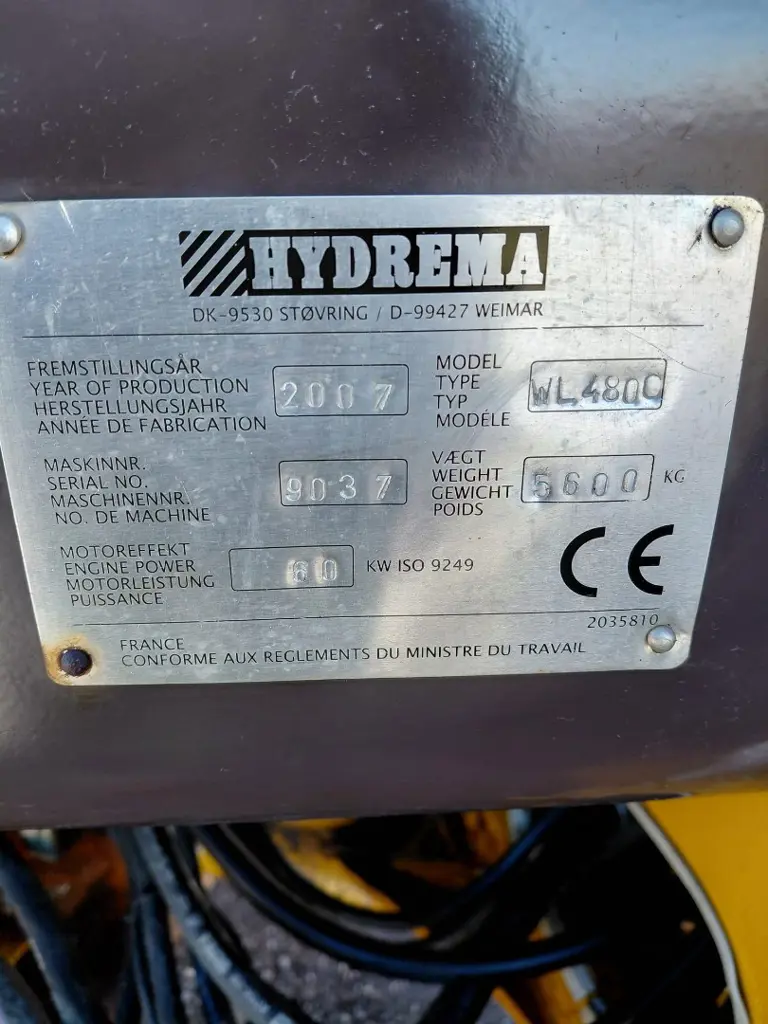 HYDREMA
DK-9530 STØVRING / D-99427 WEIMAR
FREMSTILLINGSÅR
YEAR OF PRODUCTION
HERSTELLUNGSJAHR
ANNÉE DE FABRICATION
2007
MODEL
TYPE
TYP
MODÉLE
WL480C
MASKINNR.
SERIAL NO.
MASCHINENNR.
NO. DE MACHINE
9037
VÆGT
WEIGHT
GEWICHT
POIDS
5600 KG
MOTOREFFEKT
ENGINE POWER
MOTORLEISTUNG
PUISSANCE
60 KW ISO 9249
CE
2035810
FRANCE
CONFORME AUX REGLEMENTS DU MINISTRE DU TRAVAIL